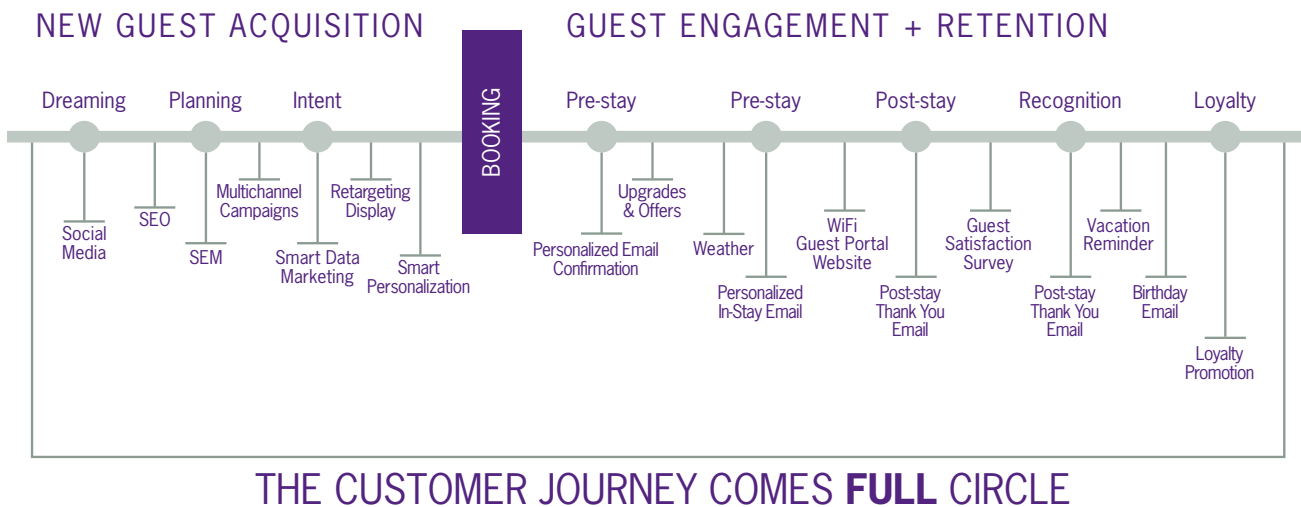 NEW GUEST ACQUISITION
GUEST ENGAGEMENT + RETENTION
BOOKING
Dreaming
Planning
Intent
Pre-stay
Pre-stay
Post-stay
Recognition
Loyalty
Social
Media
SEO
SEM
Multichannel
Campaigns
Smart Data
Marketing
Retargeting
Display
Smart
Personalization
Personalized Email
Confirmation
Upgrades
& Offers
Weather
Personalized
In-Stay Email
WiFi
Guest Portal
Website
Post-stay
Thank You
Email
Guest
Satisfaction
Survey
Post-stay
Thank You
Email
Vacation
Reminder
Birthday
Email
Loyalty
Promotion
THE CUSTOMER JOURNEY COMES FULL CIRCLE